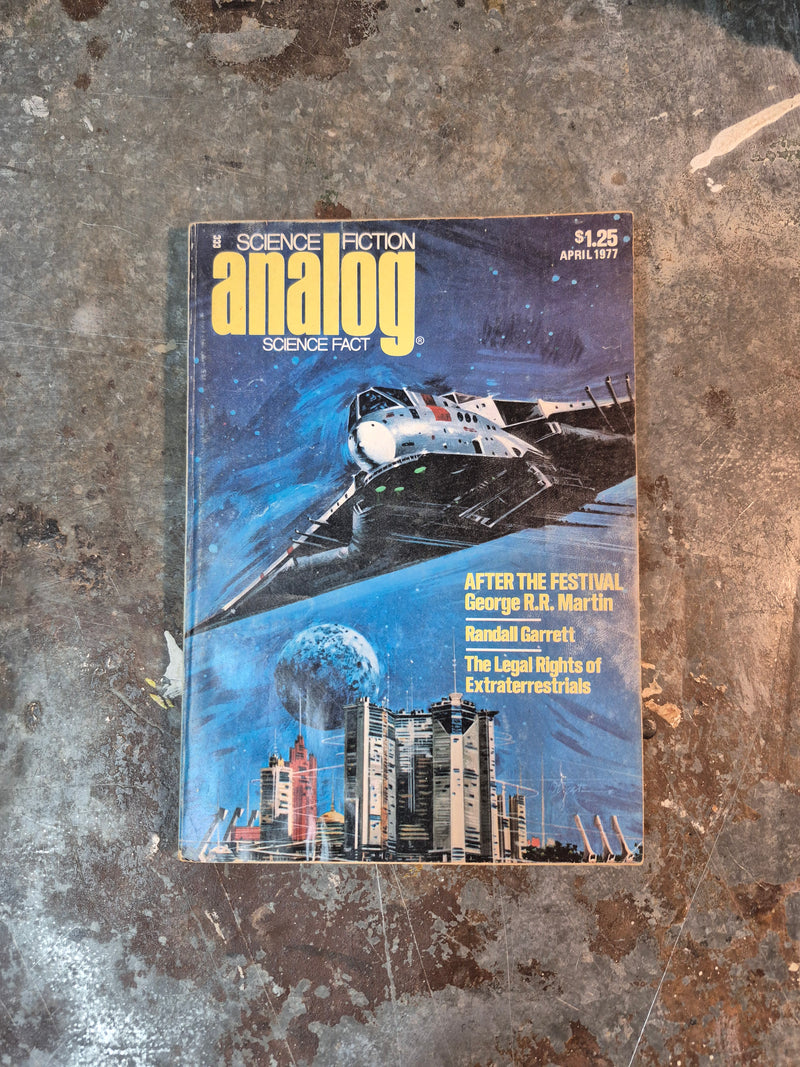 333
SCIENCE FICTION
analog
SCIENCE FACT ®
$1.25
APRIL 1977
AFTER THE FESTIVAL
George R.R. Martin
Randall Garrett
The Legal Rights of
Extraterrestrials